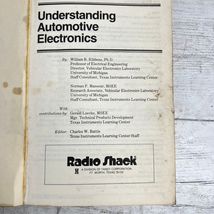 Understanding
Automotive
Electronics
By: William B. Ribbens, Ph.D.
Professor of Electrical Engineering
Director, Vehicular Electronics Laboratory
University of Michigan
Staff Consultant, Texas Instruments Learning Center
Norman P. Mansour, MSEE
Research Associate, Vehicular Electronics Laboratory
University of Michigan
Staff Consultant, Texas Instruments Learning Center
With
contributions by: Gerald Luecke, MSEE
Mgr. Technical Products Development
Texas Instruments Learning Center
Editor: Charles W. Battle
Texas Instruments Learning Center Staff
Radio Shack
A DIVISION OF TANDY CORPORATION
FT. WORTH, TEXAS 76102